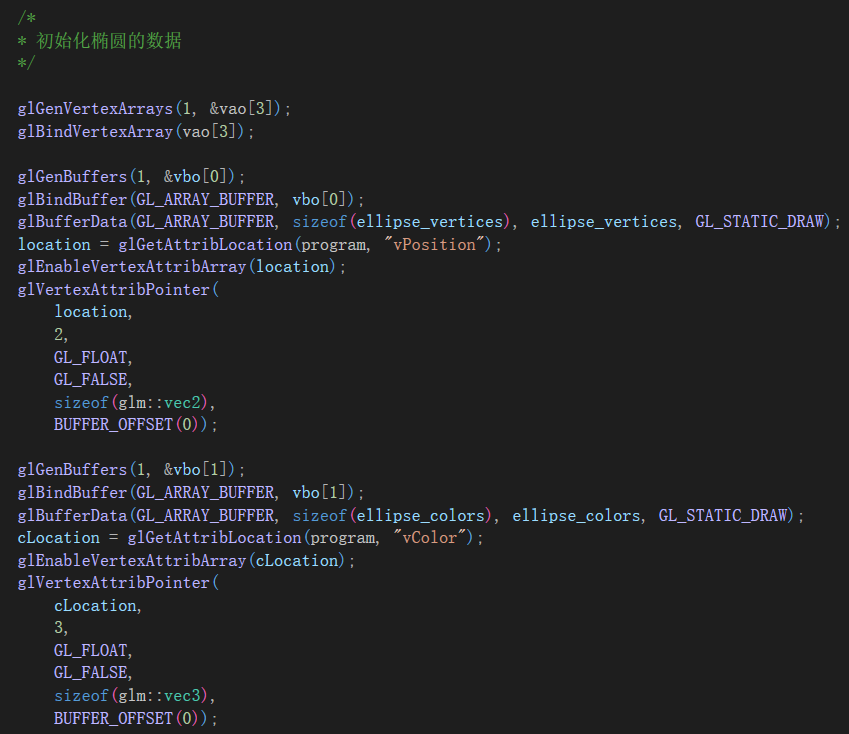 /*
* 初始化椭圆的数据
*/
glGenVertexArrays(1, &vao[3]);
glBindVertexArray(vao[3]);
glGenBuffers(1, &vbo[0]);
glBindBuffer(GL_ARRAY_BUFFER, vbo[0]);
glBufferData(GL_ARRAY_BUFFER, sizeof(ellipse_vertices), ellipse_vertices, GL_STATIC_DRAW);
location = glGetAttribLocation(program, "vPosition");
glEnableVertexAttribArray(location);
glVertexAttribPointer(
    location,
    2,
    GL_FLOAT,
    GL_FALSE,
    sizeof(glm::vec2),
    BUFFER_OFFSET(0));
glGenBuffers(1, &vbo[1]);
glBindBuffer(GL_ARRAY_BUFFER, vbo[1]);
glBufferData(GL_ARRAY_BUFFER, sizeof(ellipse_colors), ellipse_colors, GL_STATIC_DRAW);
cLocation = glGetAttribLocation(program, "vColor");
glEnableVertexAttribArray(cLocation);
glVertexAttribPointer(
    cLocation,
    3,
    GL_FLOAT,
    GL_FALSE,
    sizeof(glm::vec3),
    BUFFER_OFFSET(0));